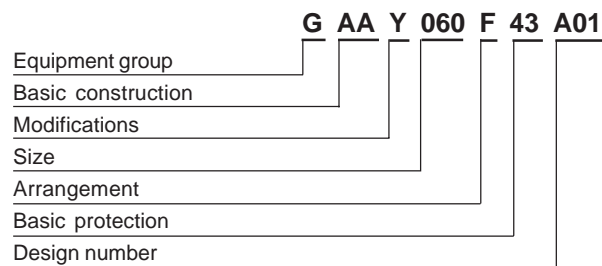 G AA Y 060 F 43 A01
Equipment group
Basic construction
Modifications
Size
Arrangement
Basic protection
Design number